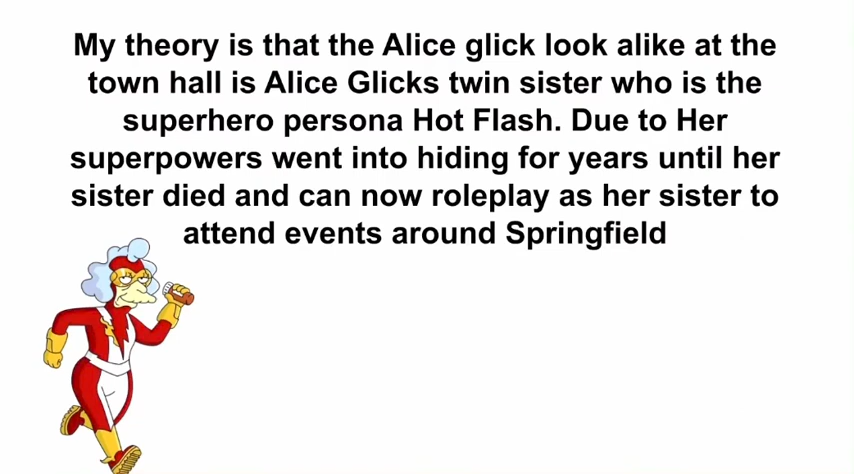 My theory is that the Alice glick look alike at the
town hall is Alice Glicks twin sister who is the
superhero persona Hot Flash. Due to Her
superpowers went into hiding for years until her
sister died and can now roleplay as her sister to
attend events around Springfield